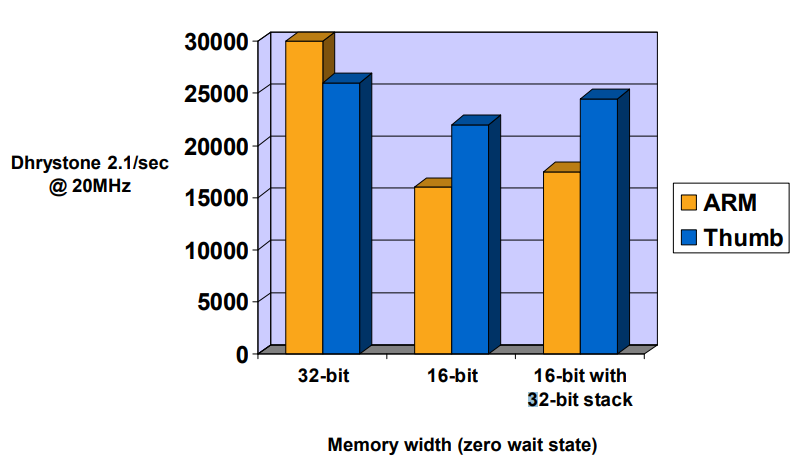 30000
25000
20000
15000
10000
5000
0
Dhrystone 2.1/sec
@ 20MHz
ARM
Thumb
32-bit
16-bit
16-bit with
32-bit stack
Memory width (zero wait state)